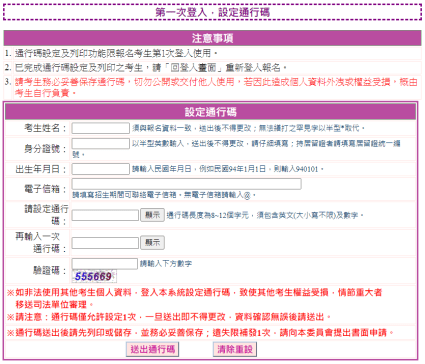 第一次登入，設定通行碼
注意事項
1. 通行碼設定及列印功能限報名考生第1次登入使用。
2. 已完成通行碼設定及列印之考生，請「回登入畫面」重新登入報名。
3. 請考生務必妥善保存通行碼，切勿公開或交付他人使用，若因此造成個人資料外洩或權益受損，概由
考生自行負責。
設定通行碼
考生姓名： 須與報名資料一致，送出後不得更改；無法繕打之罕見字以半型*取代。
身分證號： 以半型英數輸入，送出後不得更改，請仔細填寫；持居留證者請填寫居留證統一編
號。
出生年月日： 請輸入民國年月日，例如民國94年1月1日，則輸入940101。
電子信箱：
請填寫招生期間可聯絡電子信箱。無電子信箱請輸入@。
請設定通行
碼： 顯示 通行碼長度為8~12個字元，須包含英文(大小寫不限)及數字。
再輸入一次
通行碼： 顯示
驗證碼： 請輸入下方數字
555669
※如非法使用其他考生個人資料，登入本系統設定通行碼，致使其他考生權益受損，情節重大者
移送司法單位審理。
※請注意：通行碼僅允許設定1次，一旦送出即不得更改，資料確認無誤後請送出。
※通行碼送出後請先列印或儲存，並務必妥善保存；遺失限補發1次，請向本委員會提出書面申請。
送出通行碼 清除重設